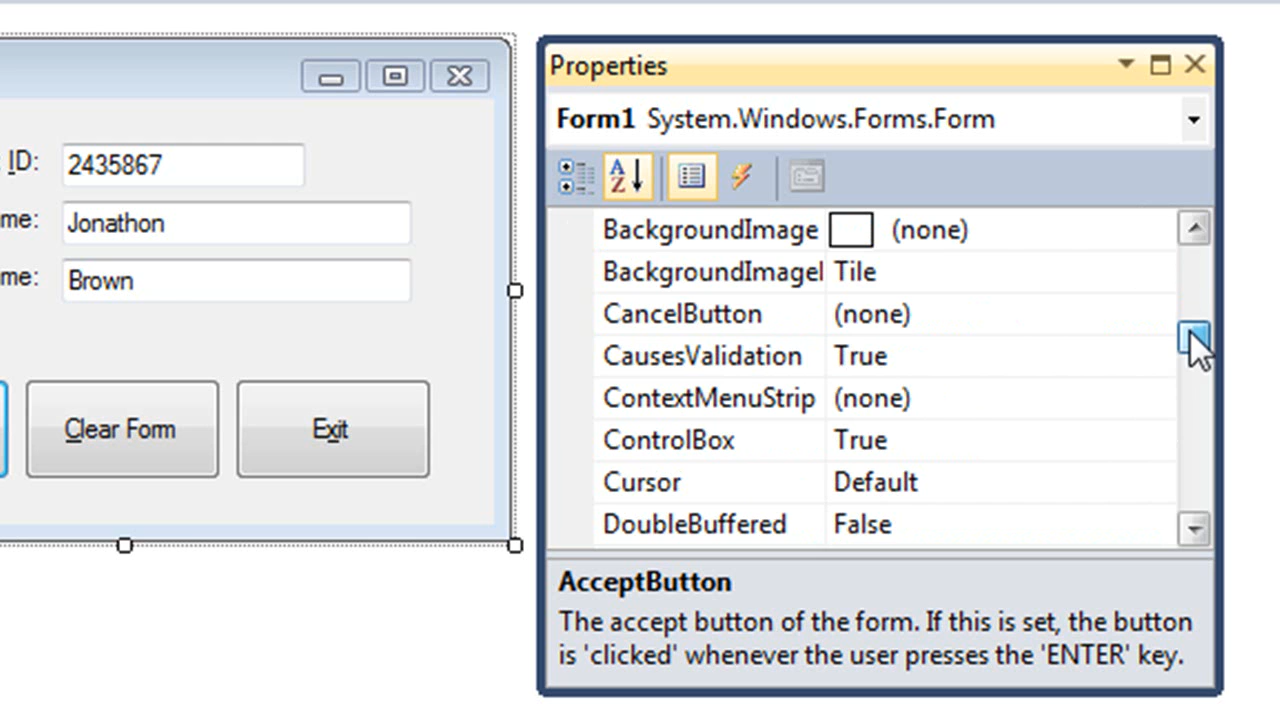 Properties
Form1 System.Windows.Forms.Form
ID: 2435867
me: Jonathon
me: Brown
Clear Form Exit
BackgroundImage (none)
BackgroundImageI Tile
CancelButton (none)
CausesValidation True
ContextMenuStrip (none)
ControlBox True
Cursor Default
DoubleBuffered False
AcceptButton
The accept button of the form. If this is set, the button
is 'clicked' whenever the user presses the 'ENTER' key.